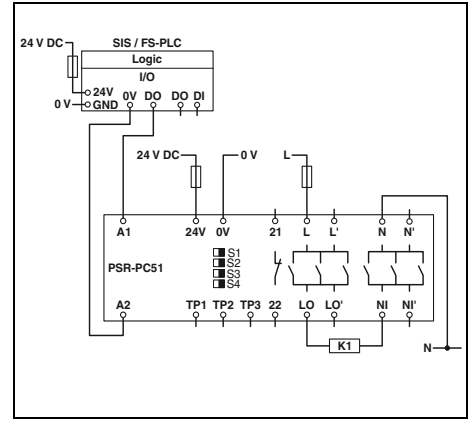 24 V DC
SIS / FS-PLC
Logic
I/O
24V
0 V
GND
0V
DO
DO
DI
24 V DC
0 V
L
A1
24V
0V
21
L
L'
N
N'
PSR-PC51
S1
S2
S3
S4
A2
TP1
TP2
TP3
22
LO
LO'
NI
NI'
K1
N